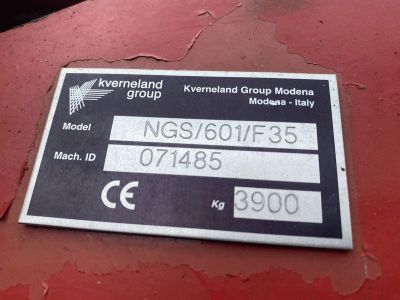 kverneland
group
Kverneland Group Modena
Modena - Italy
Model NGS/601/F35
Mach. ID 071485
CE Kg 3900